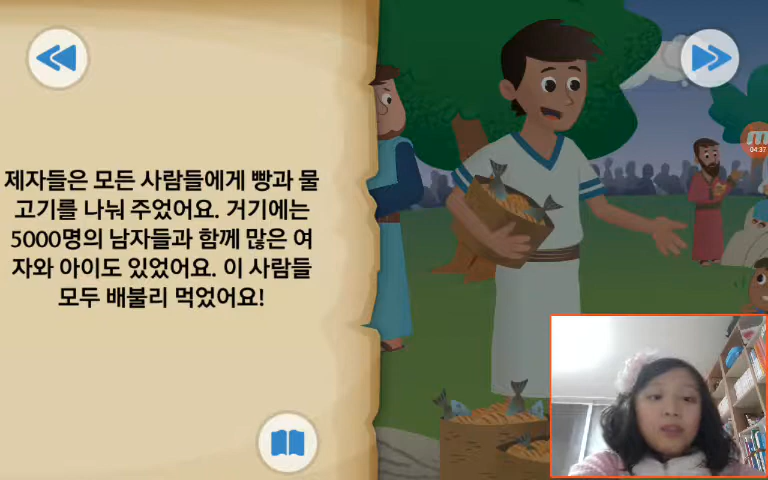 제자들은 모든 사람들에게 빵과 물
고기를 나눠 주었어요. 거기에는
5000명의 남자들과 함께 많은 여
자와 아이도 있었어요. 이 사람들
모두 배불리 먹었어요!
04:37